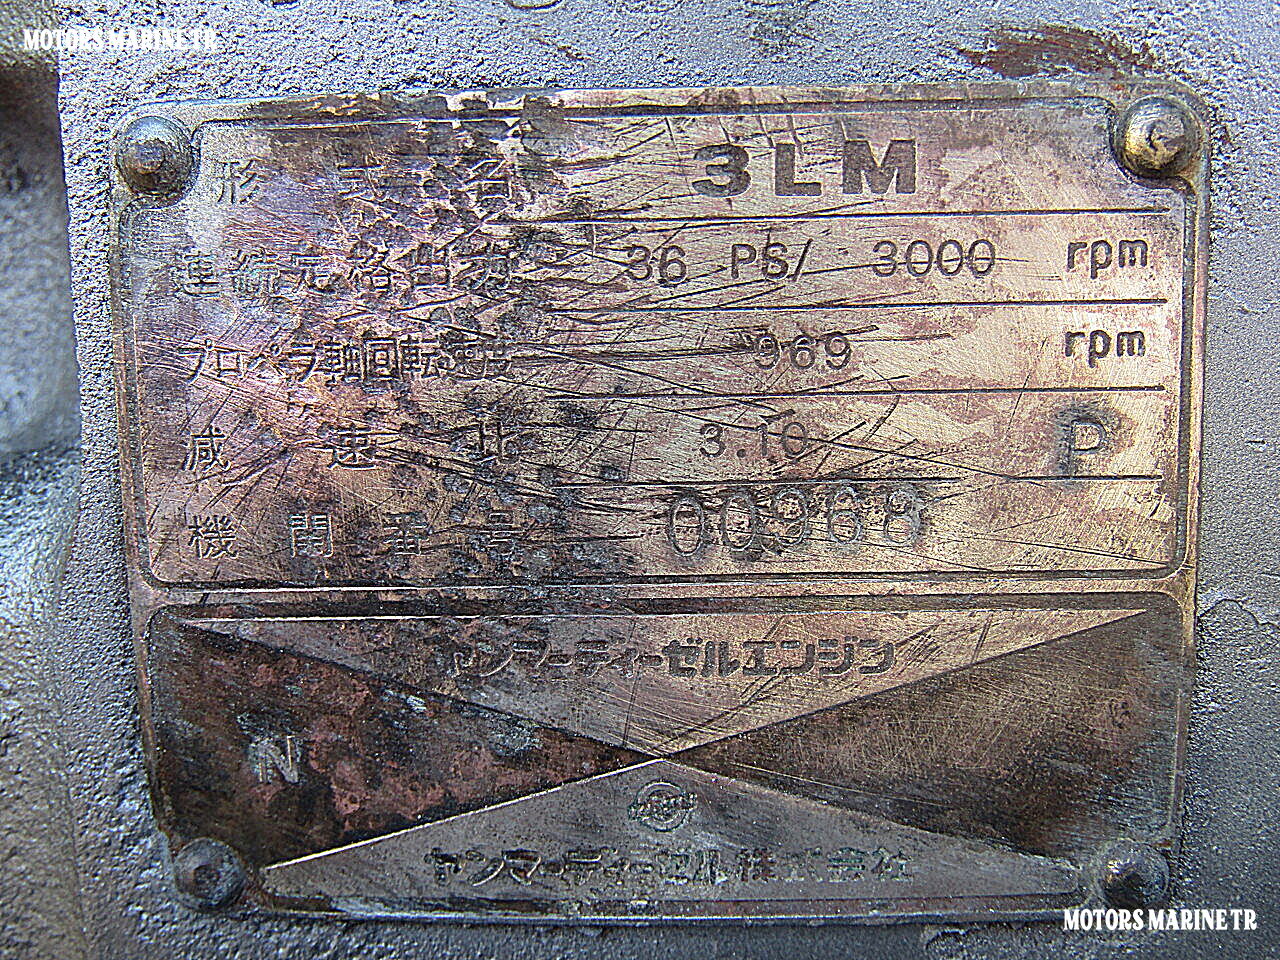 MOTORS MARINE TR
形式名 3LM
連続定格出力 36 PS/ 3000 rpm
プロペラ軸回転速度 969 rpm
減速比 3.10 P
機関番号 00968
ヤンマーディーゼルエンジン
N
ヤンマーディーゼル株式会社
MOTORS MARINE TR